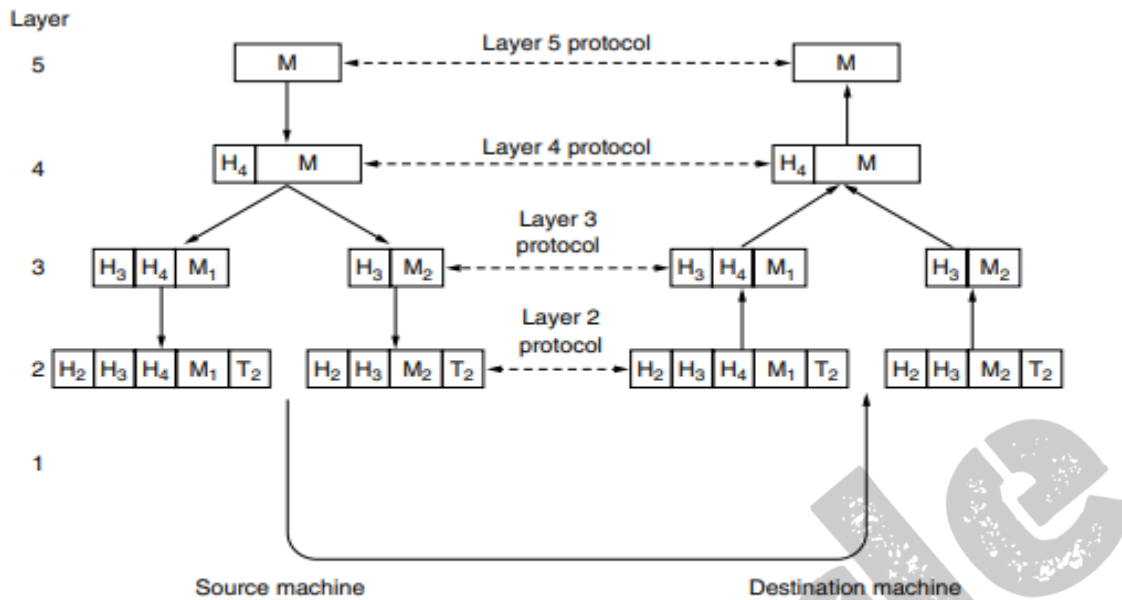 Layer
5 M Layer 5 protocol M
4 H₄ M Layer 4 protocol H₄ M
Layer 3
protocol
3 H₃ H₄ M₁ H₃ M₂ H₃ H₄ M₁ H₃ M₂
Layer 2
protocol
2 H₂ H₃ H₄ M₁ T₂ H₂ H₃ M₂ T₂ H₂ H₃ H₄ M₁ T₂ H₂ H₃ M₂ T₂
1
Source machine Destination machine